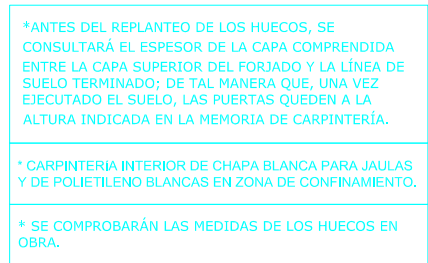 *ANTES DEL REPLANTEO DE LOS HUECOS, SE
CONSULTARÁ EL ESPESOR DE LA CAPA COMPRENDIDA
ENTRE LA CAPA SUPERIOR DEL FORJADO Y LA LÍNEA DE
SUELO TERMINADO; DE TAL MANERA QUE, UNA VEZ
EJECUTADO EL SUELO, LAS PUERTAS QUEDEN A LA
ALTURA INDICADA EN LA MEMORIA DE CARPINTERÍA.
* CARPINTERíA INTERIOR DE CHAPA BLANCA PARA JAULAS
Y DE POLIETILENO BLANCAS EN ZONA DE CONFINAMIENTO.
* SE COMPROBARÁN LAS MEDIDAS DE LOS HUECOS EN
OBRA.